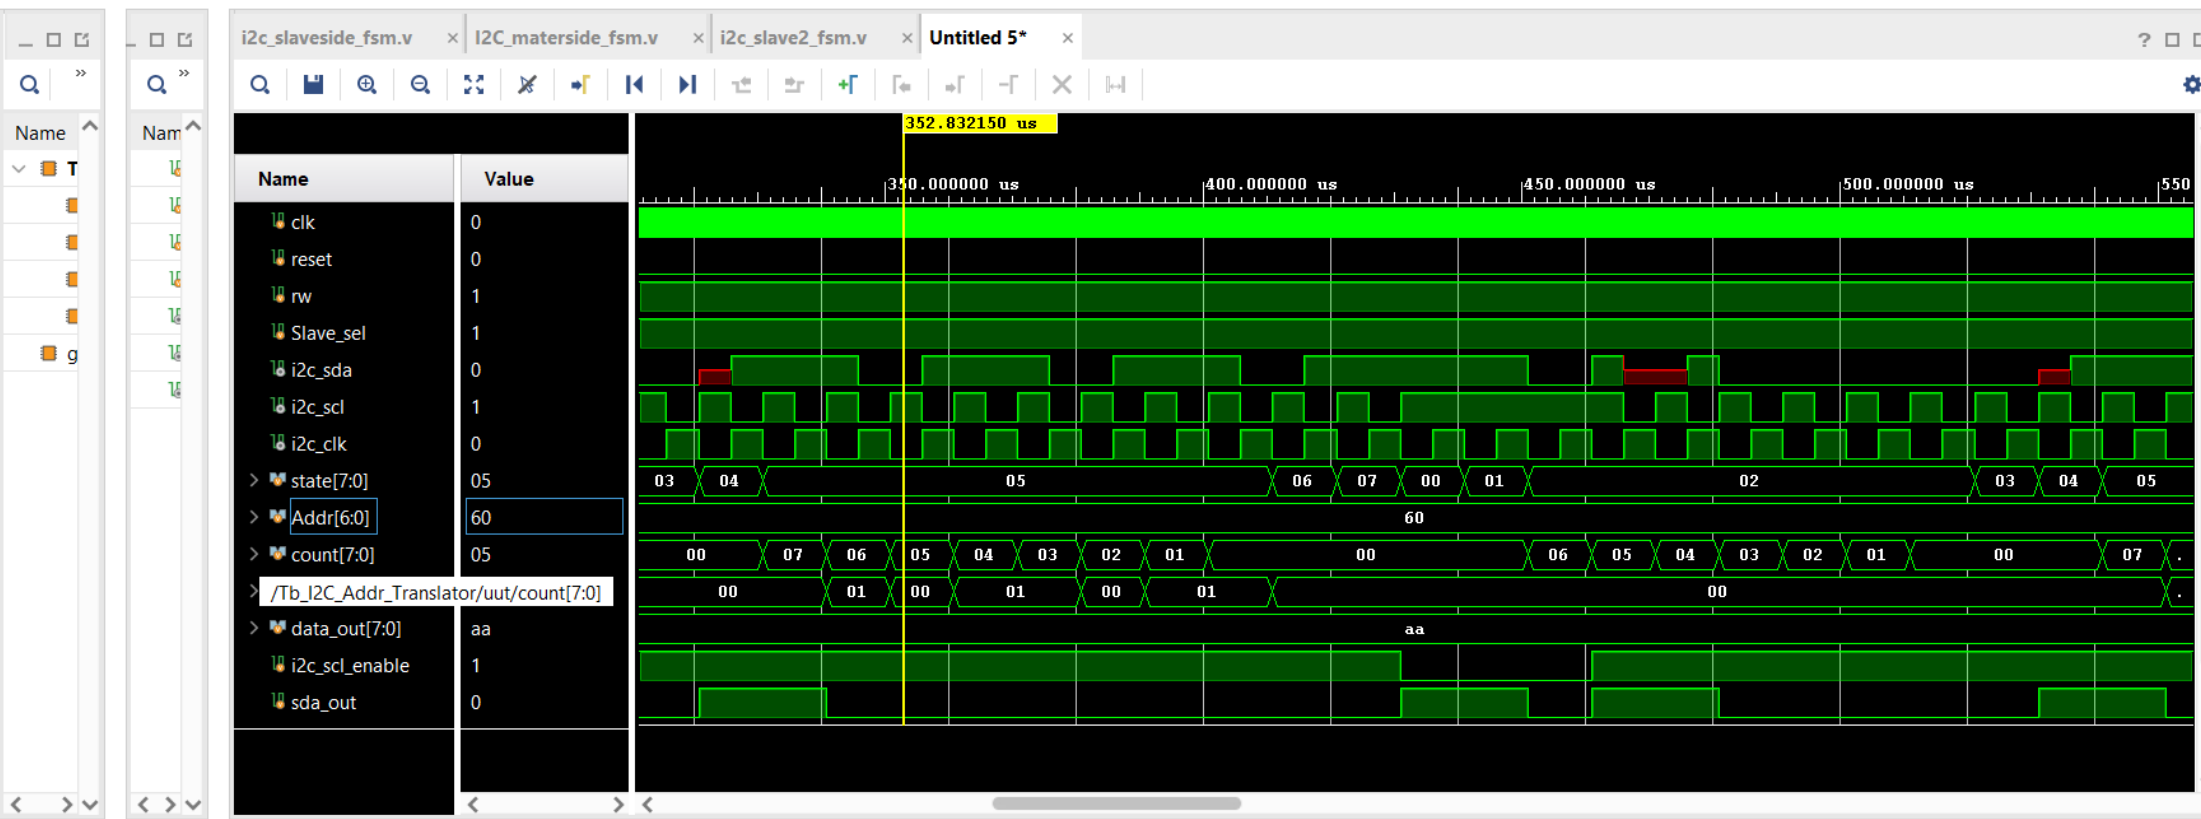 i2c_slaveside_fsm.v × I2C_materside_fsm.v × i2c_slave2_fsm.v × Untitled 5* × ?
» »
Name Nam
352.832150 us
350.000000 us 400.000000 us 450.000000 us 500.000000 us 550
Name Value
T
clk 0
reset 0
rw 1
Slave_sel 1
g
i2c_sda 0
i2c_scl 1
i2c_clk 0
state[7:0] 05 03 04 05 06 07 00 01 02 03 04 05
Addr[6:0] 60 60
count[7:0] 05 00 07 06 05 04 03 02 01 00 06 05 04 03 02 01 00 07 .
/Tb_I2C_Addr_Translator/uut/count[7:0] 00 01 00 01 00 01 00 .
data_out[7:0] aa aa
i2c_scl_enable 1
sda_out 0